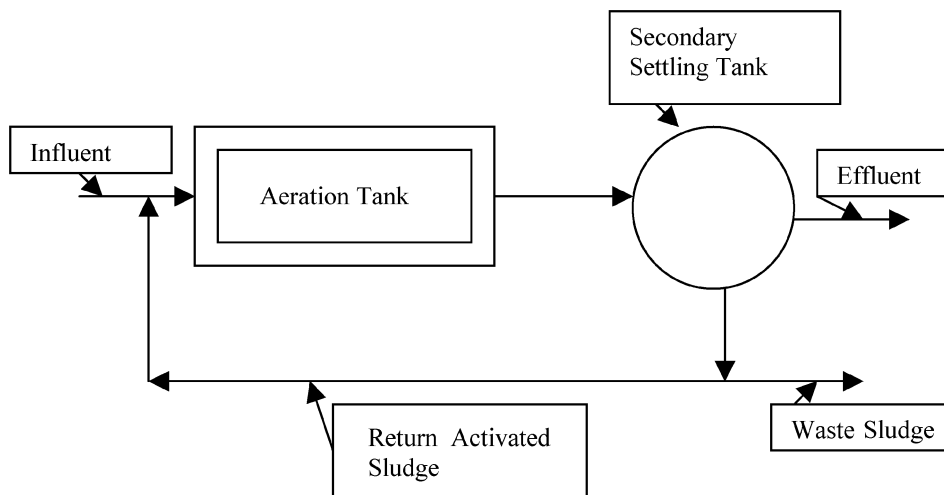 Secondary
Settling Tank
Influent
Aeration Tank
Effluent
Return Activated
Sludge
Waste Sludge